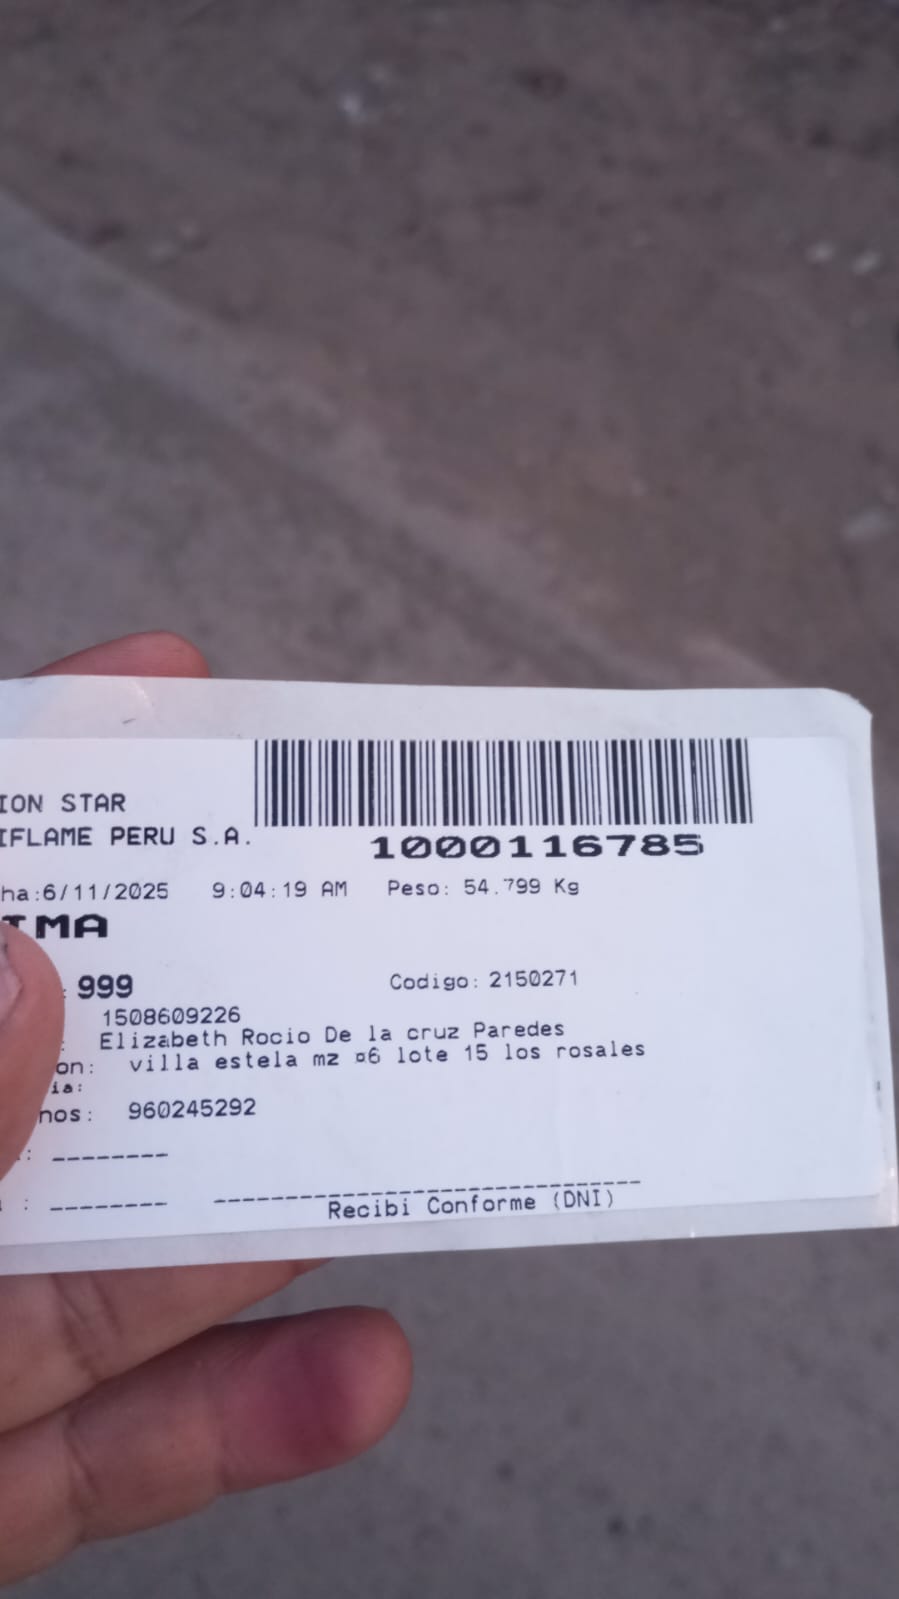 ION STAR
IFLAME PERU S.A.
1000116785
ha:6/11/2025 9:04:19 AM Peso: 54.799 Kg
IMA
: 999 Codigo: 2150271
1508609226
: Elizabeth Rocio De la cruz Paredes
on: villa estela mz ¤6 lote 15 los rosales
ia:
nos: 960245292
: --------
: --------
Recibi Conforme (DNI)